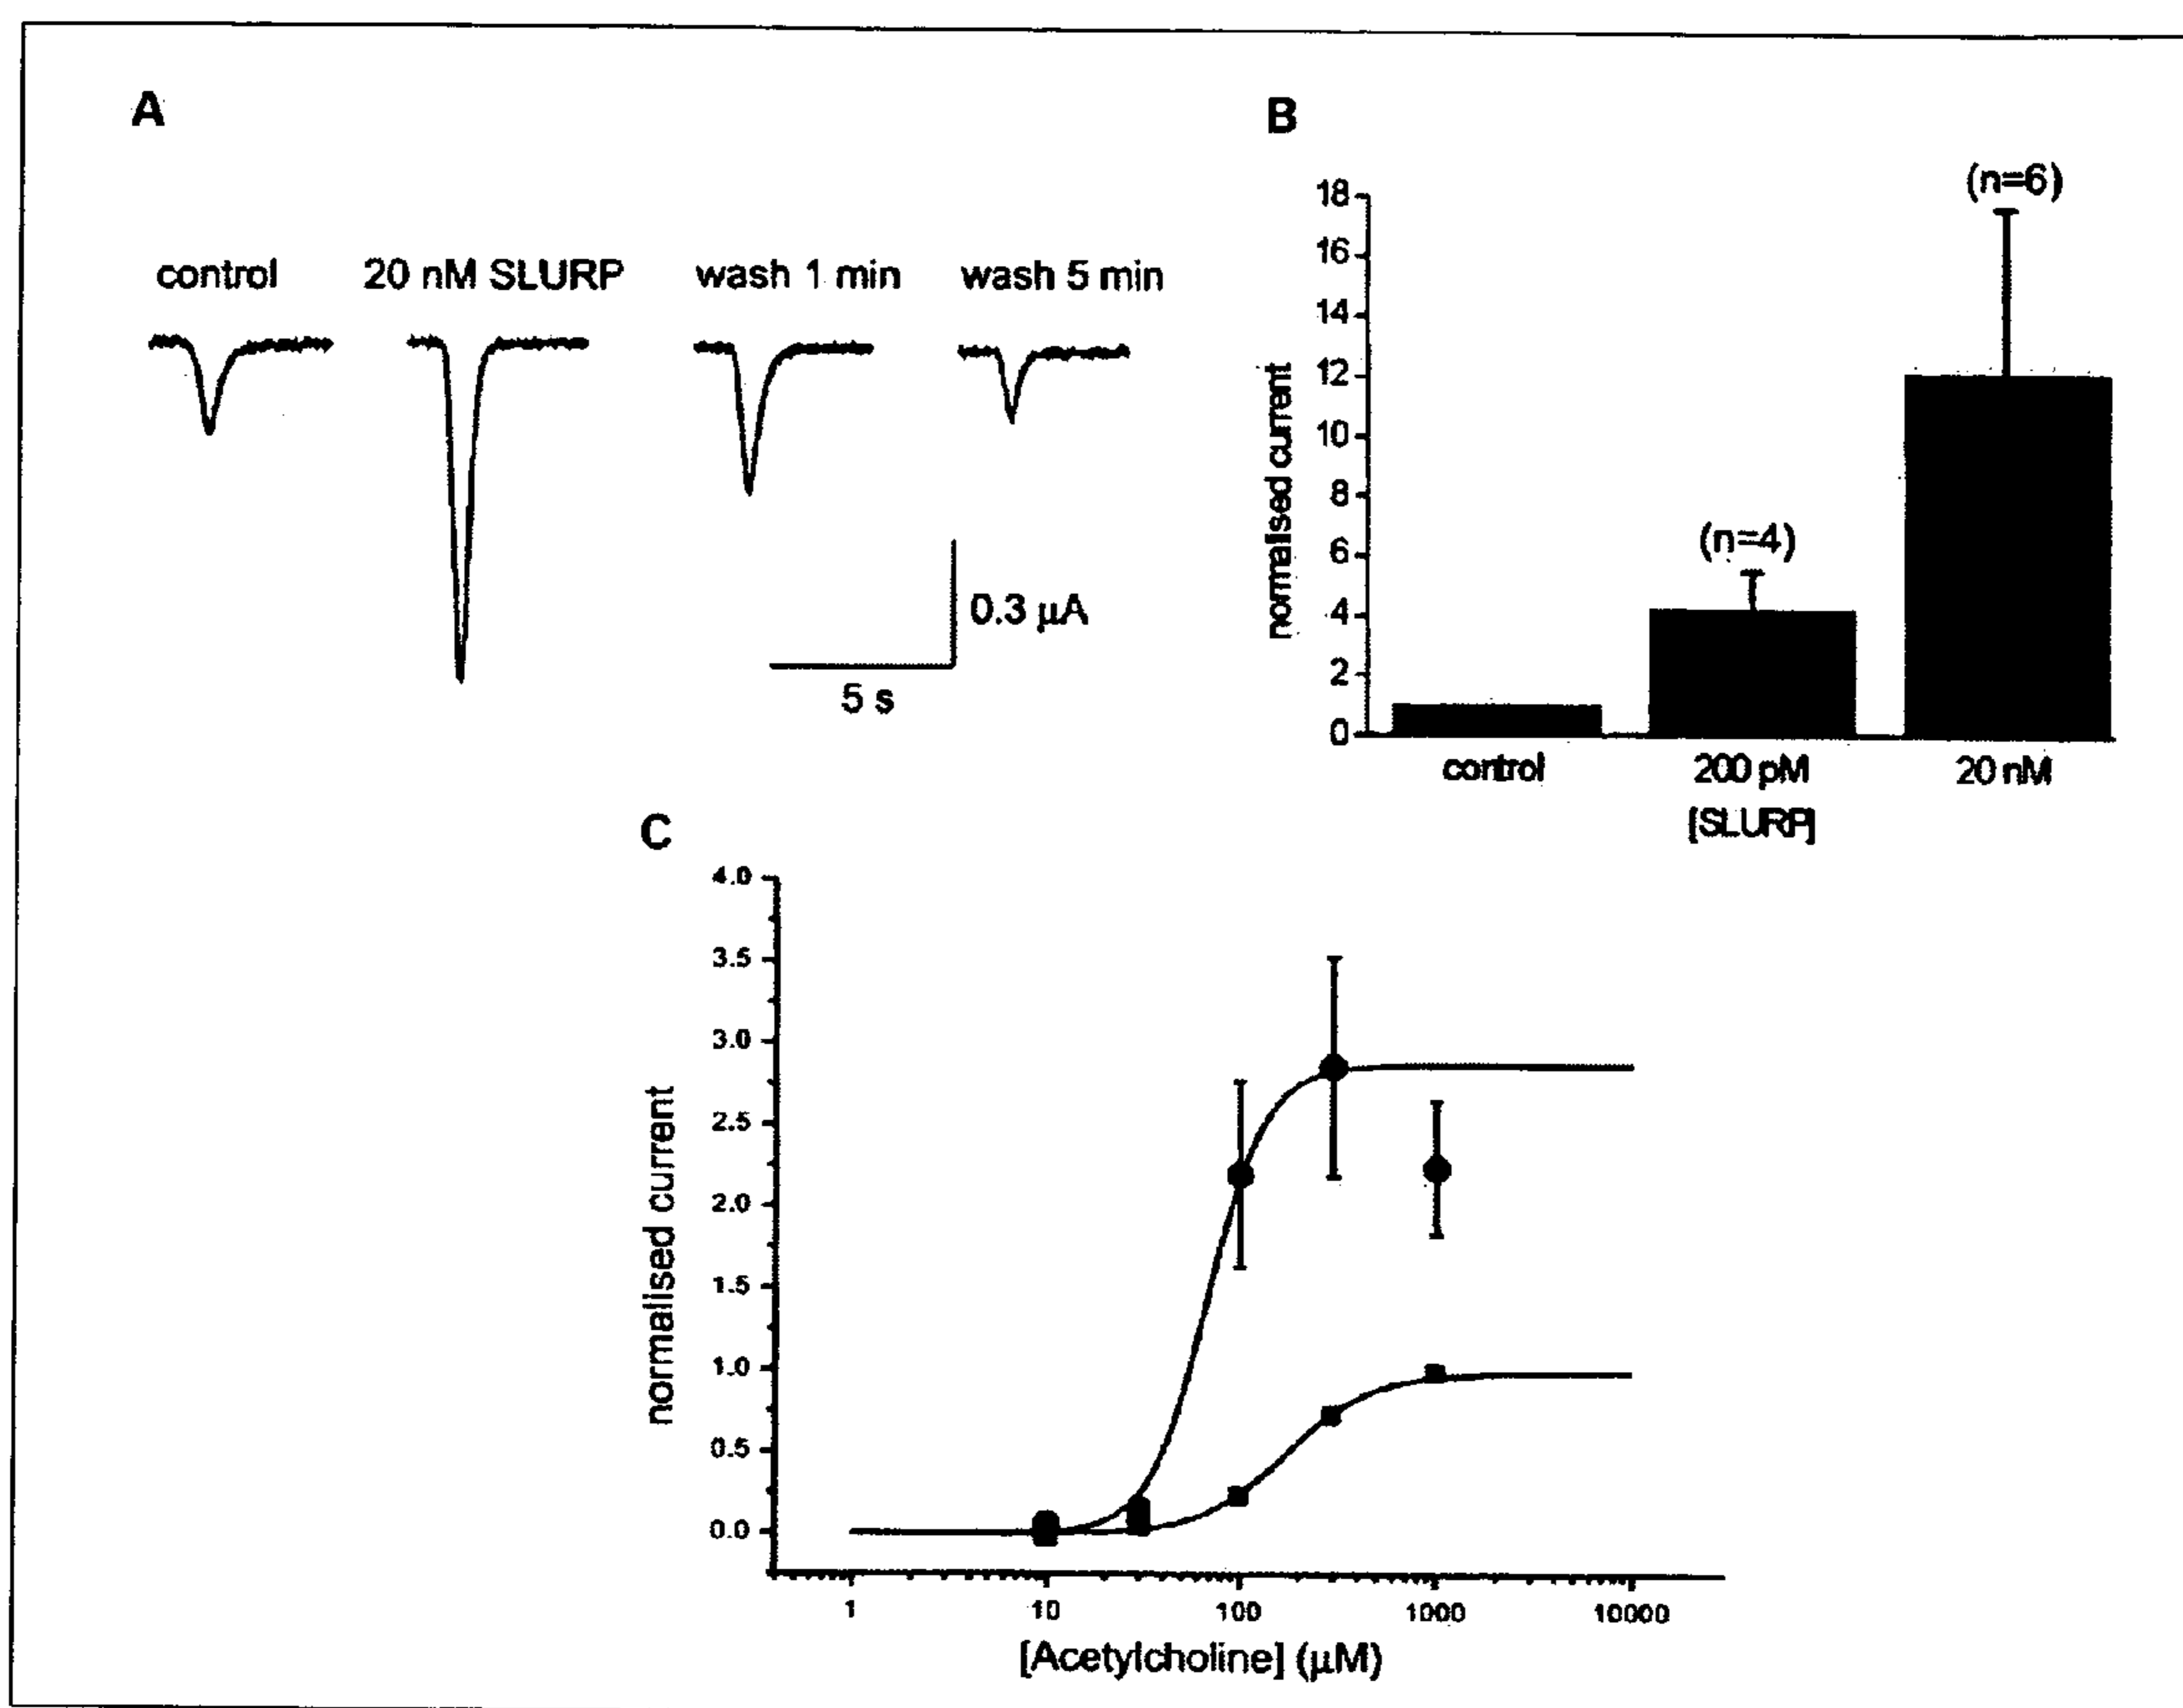 A
control 20 nM SLURP wash 1 min wash 5 min
0.3 µA
5 s
B
(n=6)
(n=4)
18
16
14
12
10
8
6
4
2
0
normalised current
control 200 pM 20 nM
[SLURP]
C
4.0
3.5
3.0
2.5
2.0
1.5
1.0
0.5
0.0
normalised current
1 10 100 1000 10000
[Acetylcholine] (µM)